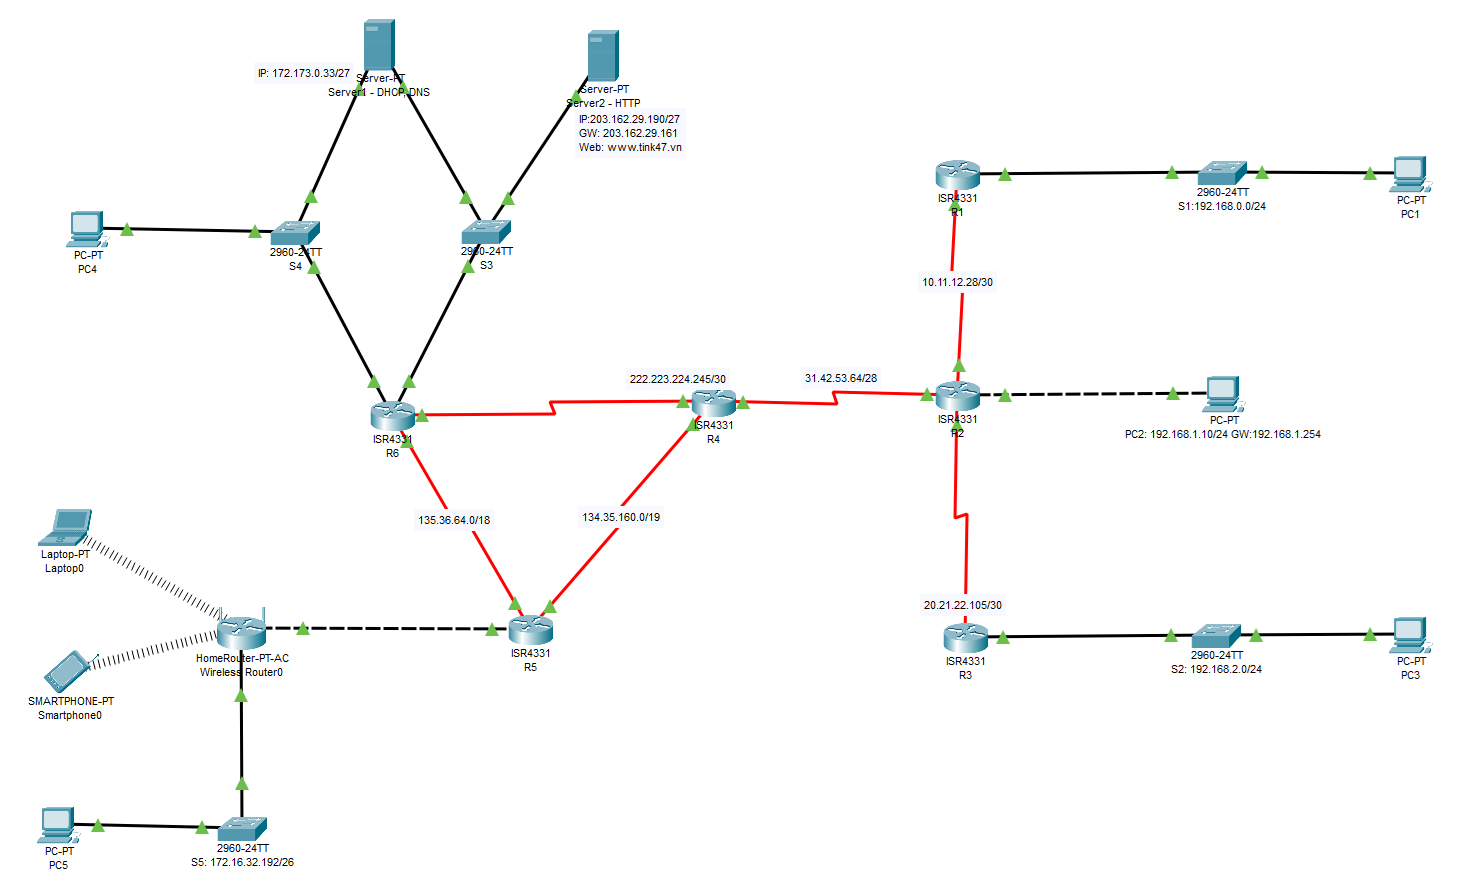 IP: 172.173.0.33/27
Server-PT
Server1 - DHCP, DNS
Server-PT
Server2 - HTTP
IP:203.162.29.190/27
GW: 203.162.29.161
Web: www.tink47.vn
ISR4331
R1
2960-24TT
S1:192.168.0.0/24
PC-PT
PC1
PC-PT
PC4
2960-24TT
S4
2960-24TT
S3
10.11.12.28/30
222.223.224.245/30
31.42.53.64/28
ISR4331
R6
ISR4331
R4
ISR4331
R2
PC-PT
PC2: 192.168.1.10/24 GW:192.168.1.254
135.36.64.0/18
134.35.160.0/19
Laptop-PT
Laptop0
20.21.22.105/30
HomeRouter-PT-AC
Wireless Router0
ISR4331
R5
ISR4331
R3
2960-24TT
S2: 192.168.2.0/24
PC-PT
PC3
SMARTPHONE-PT
Smartphone0
PC-PT
PC5
2960-24TT
S5: 172.16.32.192/26